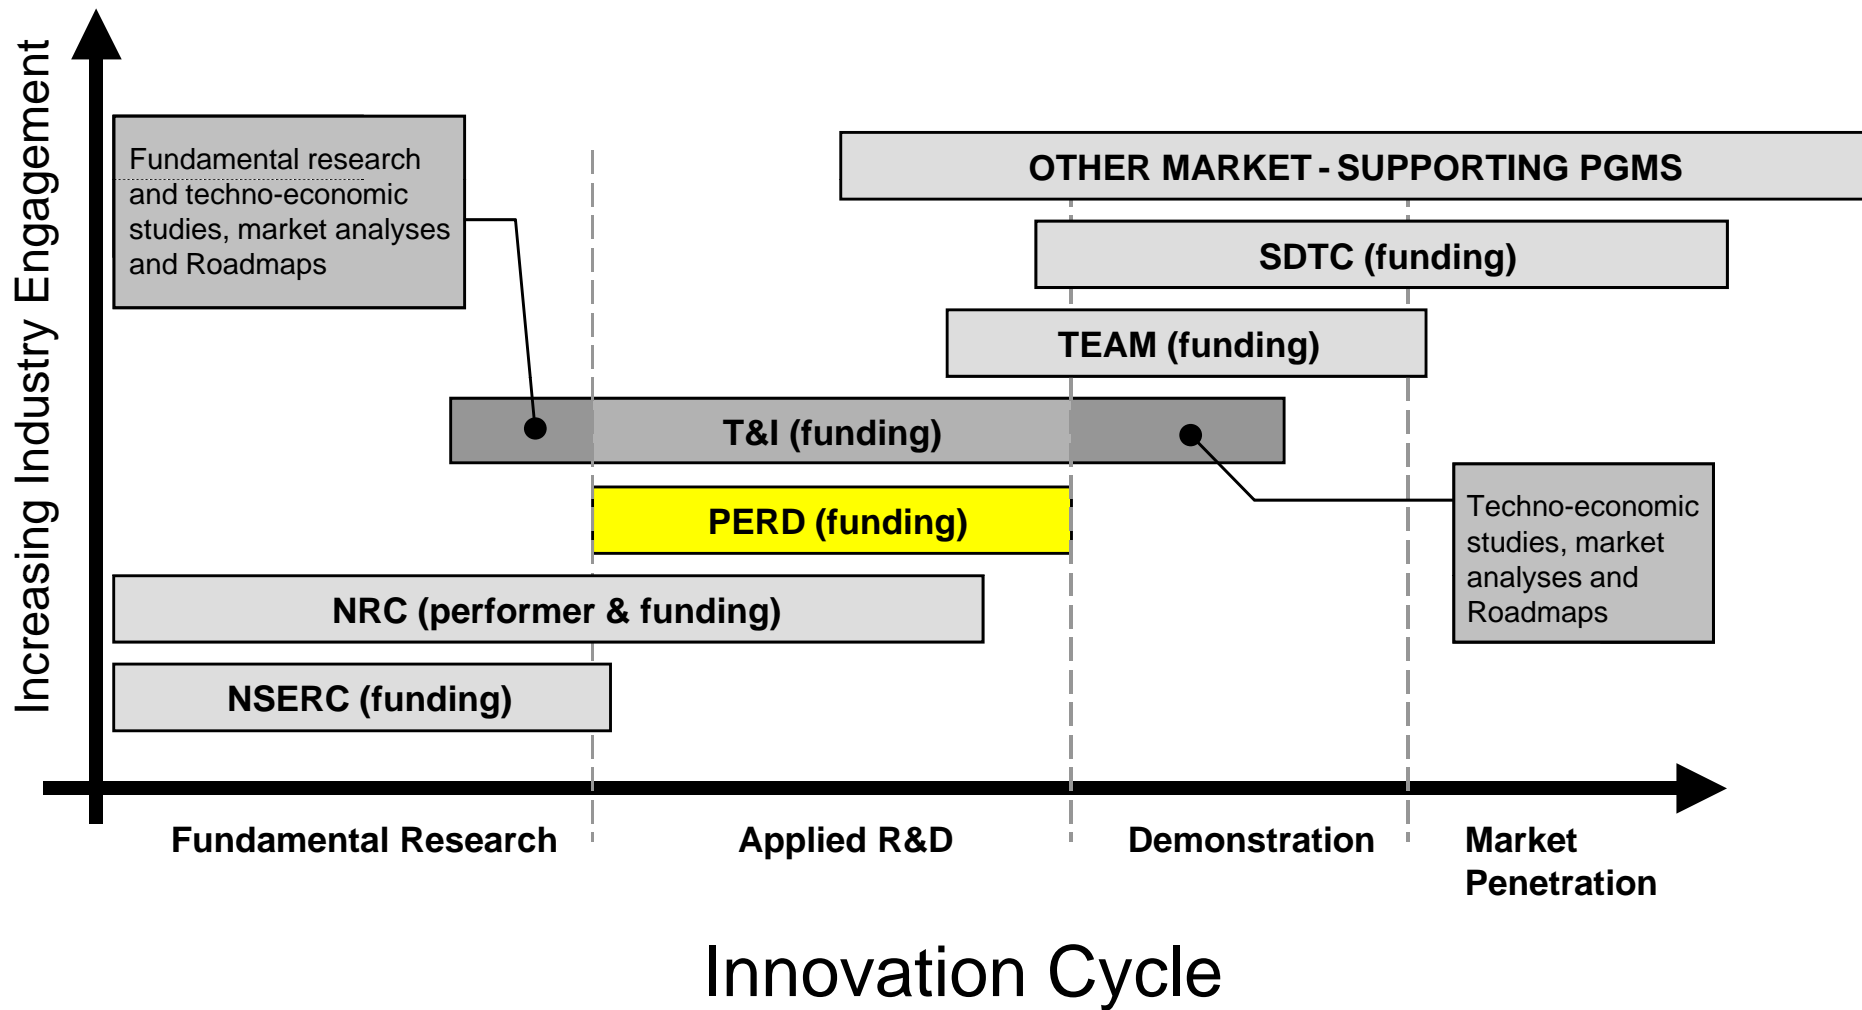 Increasing Industry Engagement
Fundamental research
and techno-economic
studies, market analyses
and Roadmaps
OTHER MARKET - SUPPORTING PGMS
SDTC (funding)
TEAM (funding)
T&I (funding)
PERD (funding)
Techno-economic
studies, market
analyses and
Roadmaps
NRC (performer & funding)
NSERC (funding)
Fundamental Research
Applied R&D
Demonstration
Market
Penetration
Innovation Cycle